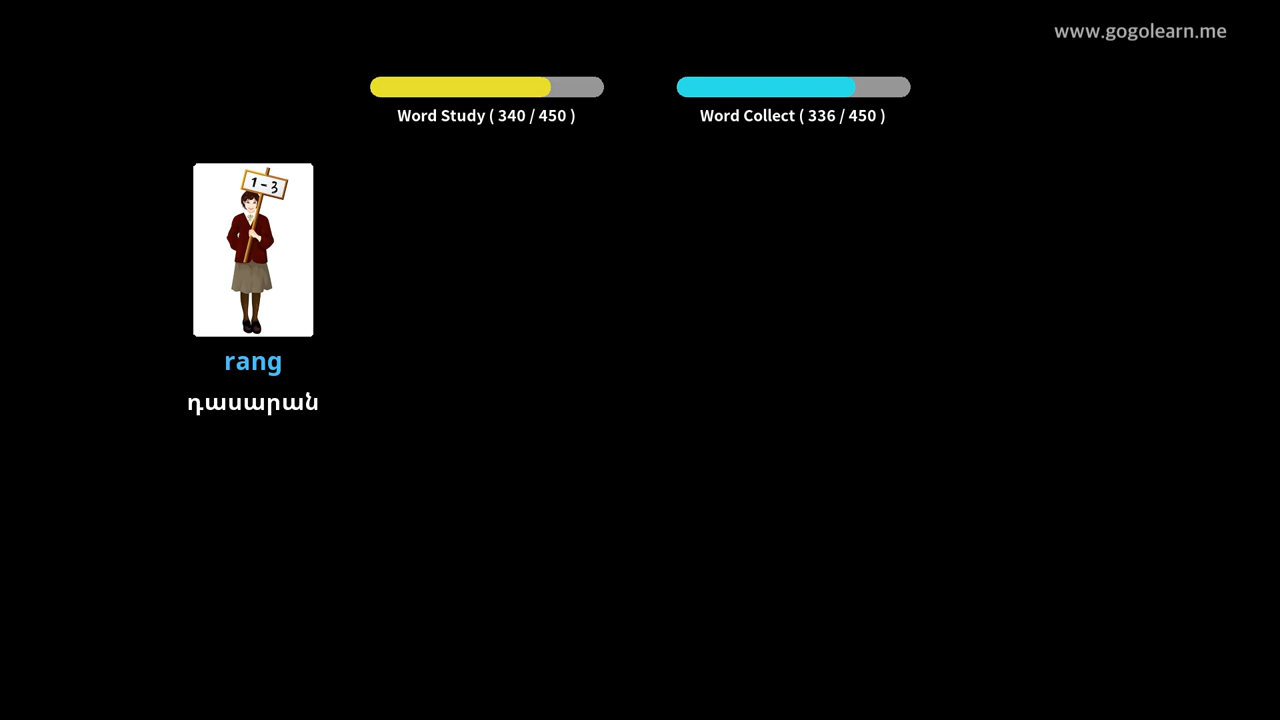 www.gogolearn.me
Word Study ( 340 / 450 )
Word Collect ( 336 / 450 )
1 - 3
rang
դասարան